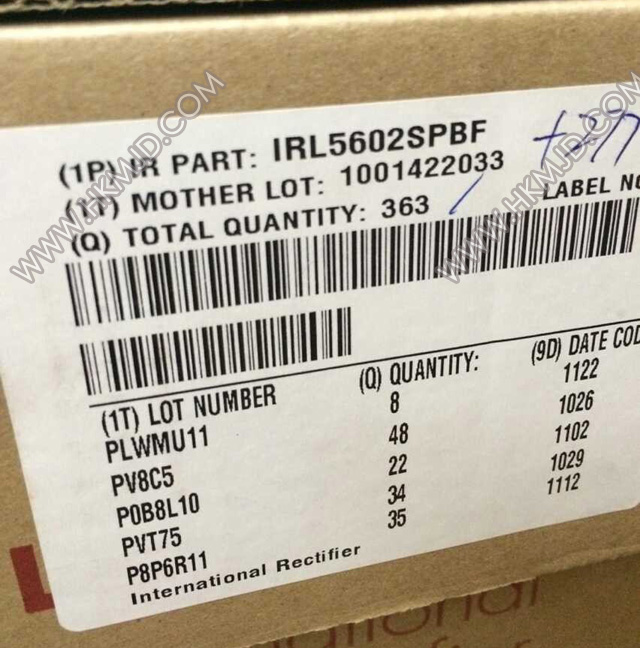 (1P) IR PART: IRL5602SPBF
(1T) MOTHER LOT: 1001422033
(Q) TOTAL QUANTITY: 363
LABEL NO
(1T) LOT NUMBER (Q) QUANTITY: (9D) DATE COD
PLWMU11 8 1122
PV8C5 48 1026
P0B8L10 22 1102
PVT75 34 1029
P8P6R11 35 1112
International Rectifier
WWW.HKMJD.COM
WWW.HKMJD.COM